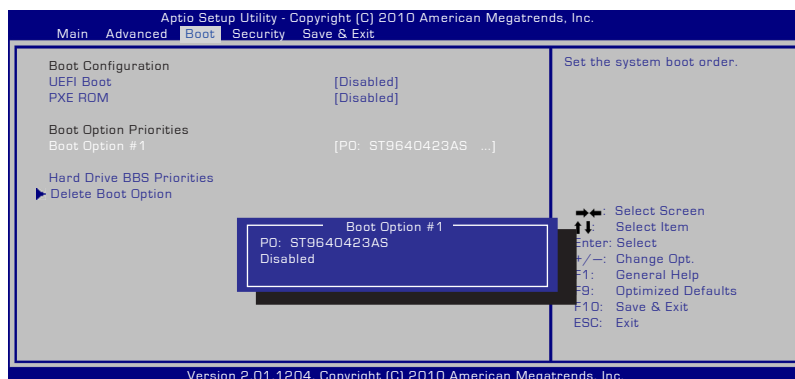 Aptio Setup Utility - Copyright (C) 2010 American Megatrends, Inc.
Main Advanced Boot Security Save & Exit
Boot Configuration
UEFI Boot [Disabled]
PXE ROM [Disabled]
Boot Option Priorities
Boot Option #1 [P0: ST9640423AS ...]
Hard Drive BBS Priorities
Delete Boot Option
Set the system boot order.
Boot Option #1
P0: ST9640423AS
Disabled
→←: Select Screen
↑↓: Select Item
Enter: Select
+/—: Change Opt.
F1: General Help
F9: Optimized Defaults
F10: Save & Exit
ESC: Exit
Version 2.01.1204. Copyright (C) 2010 American Megatrends, Inc.